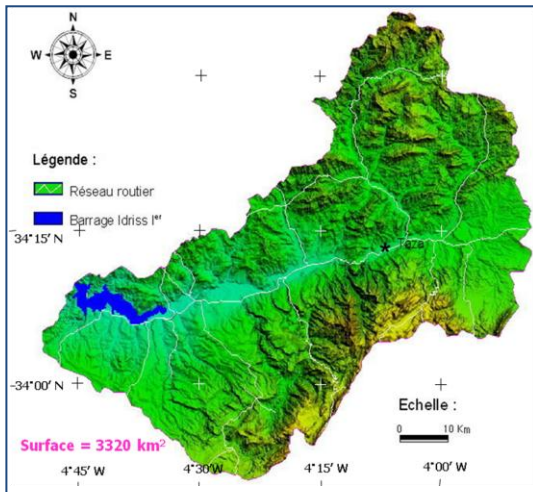 N
W E
S
Légende :
Réseau routier
Barrage Idriss Iᵉʳ
34°15' N
Taza
34°00' N
Echelle :
0 10 Km
Surface = 3320 km²
4°45' W 4°30' W 4°15' W 4°00' W